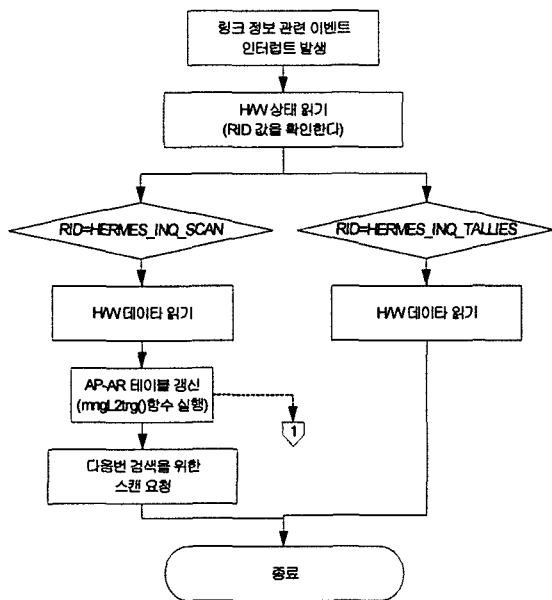 링크 정보 관련 이벤트
인터럽트 발생
H/W 상태 읽기
(RID 값을 확인한다)
RID=HERMES_INQ_SCAN
RID=HERMES_INQ_TALLIES
H/W 데이타 읽기
H/W 데이타 읽기
AP-AR 테이블 갱신
(mngL2trg()함수 실행)
1
다음번 검색을 위한
스캔 요청
종료